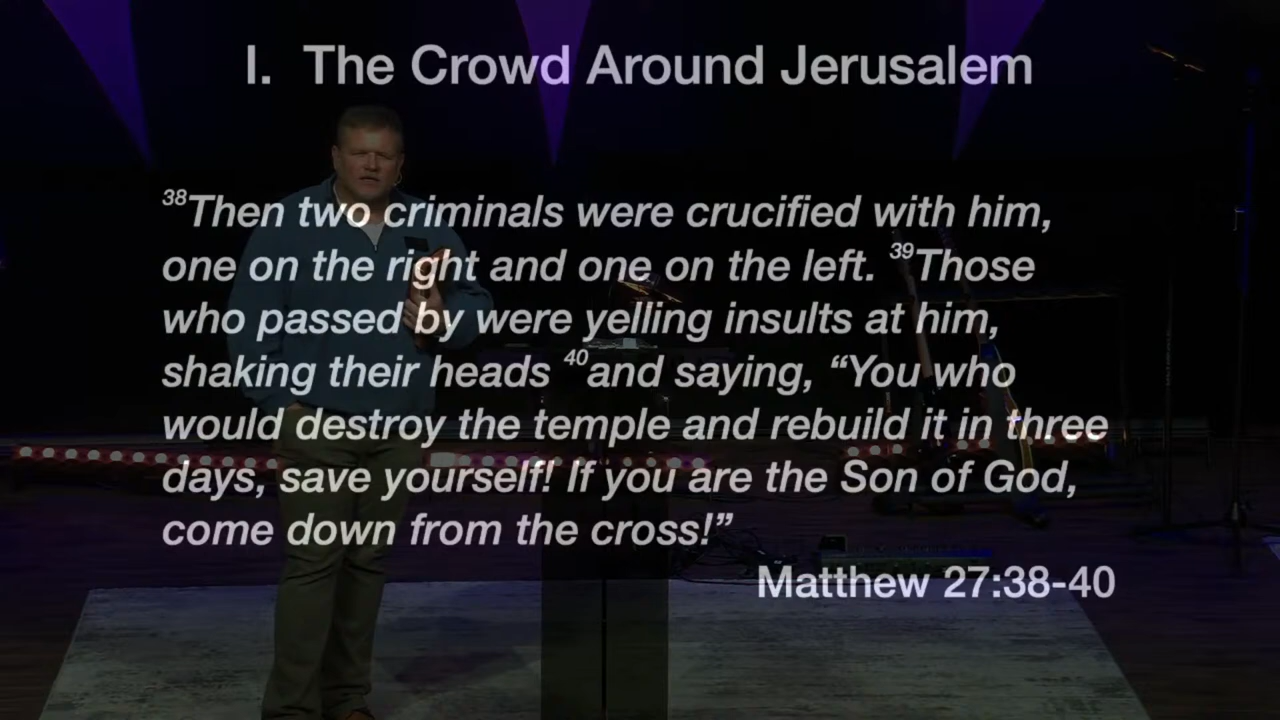 I. The Crowd Around Jerusalem
³⁸Then two criminals were crucified with him,
one on the right and one on the left. ³⁹Those
who passed by were yelling insults at him,
shaking their heads ⁴⁰and saying, “You who
would destroy the temple and rebuild it in three
days, save yourself! If you are the Son of God,
come down from the cross!”
Matthew 27:38-40